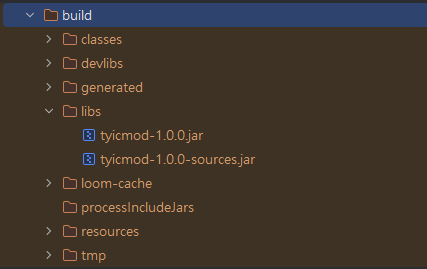 build
classes
devlibs
generated
libs
tyicmod-1.0.0.jar
tyicmod-1.0.0-sources.jar
loom-cache
processIncludeJars
resources
tmp